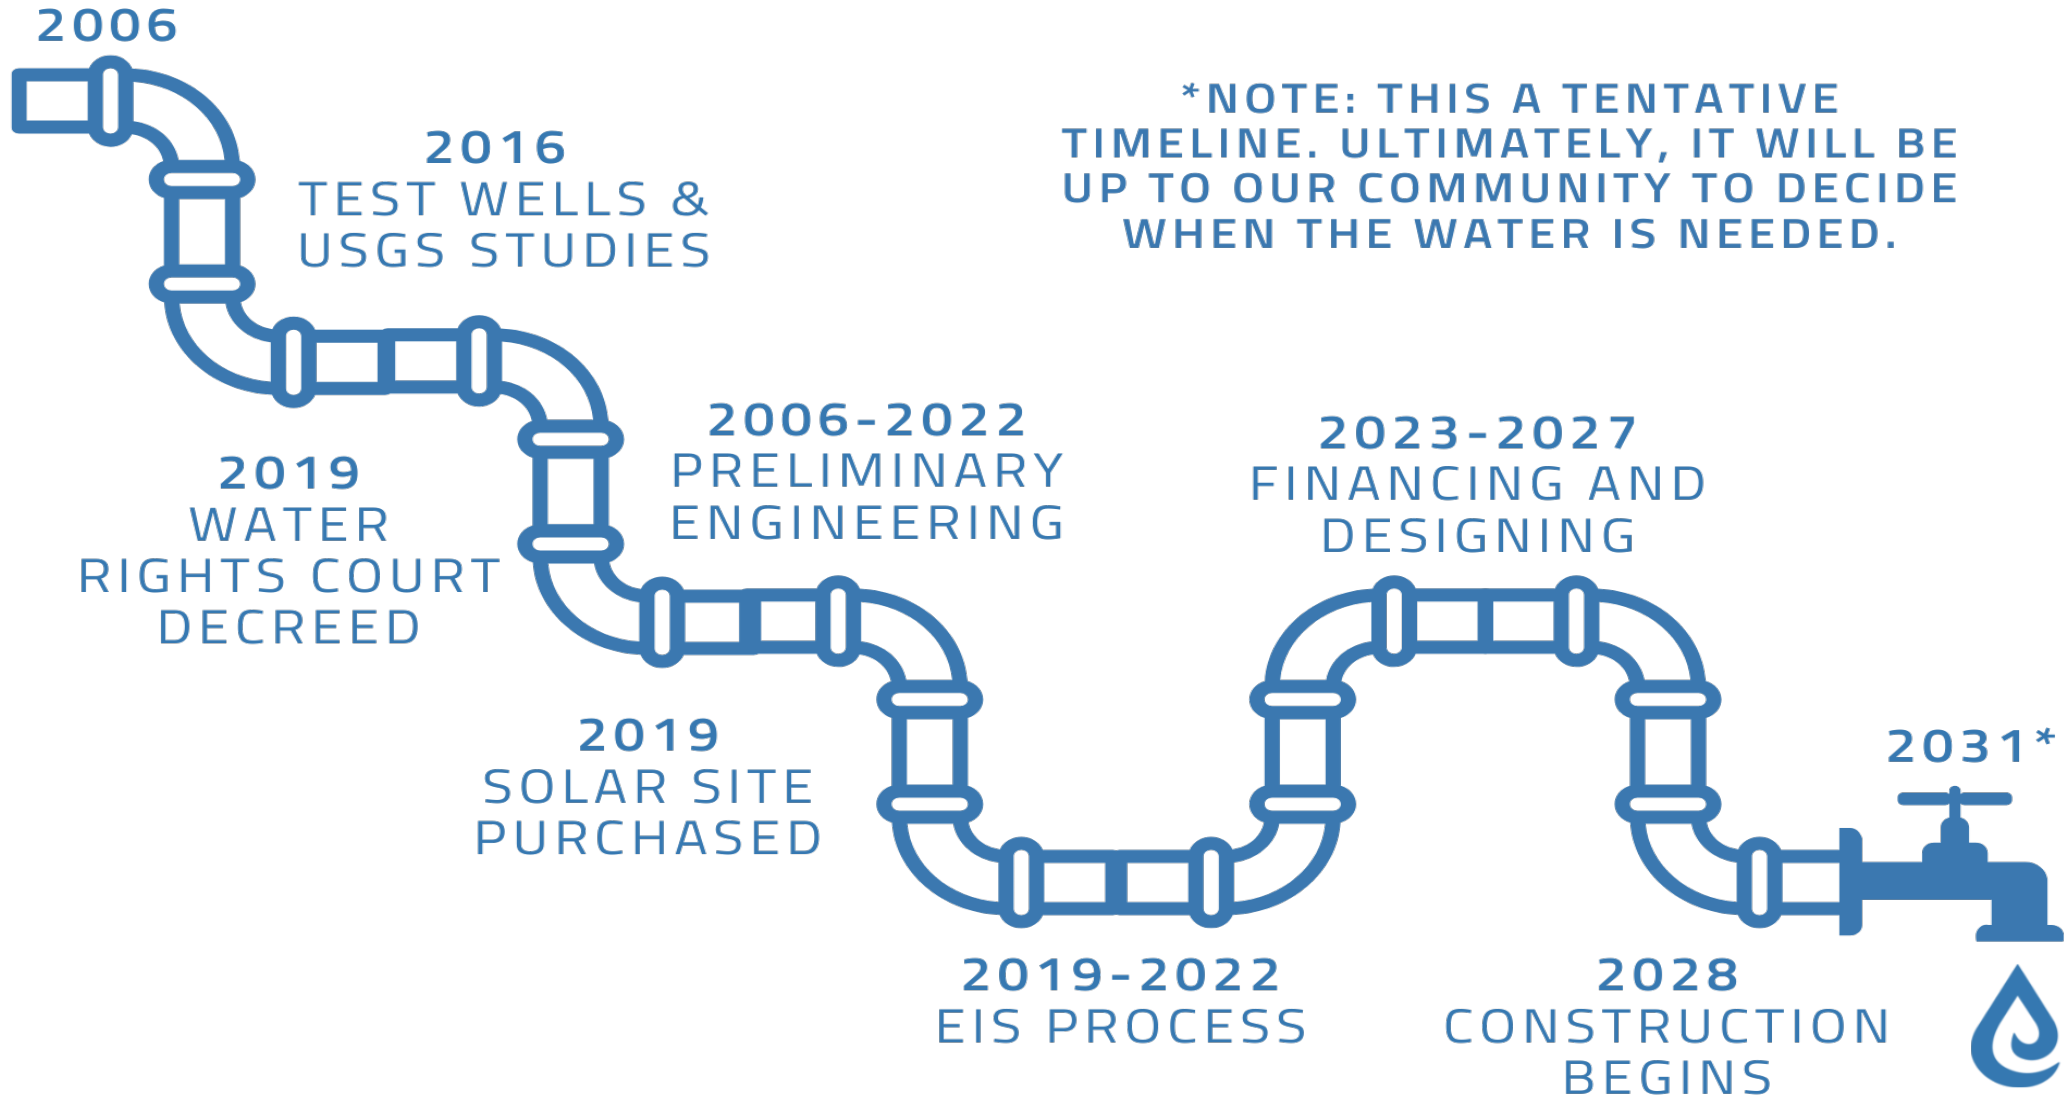 2006
2016
TEST WELLS &
USGS STUDIES
*NOTE: THIS A TENTATIVE
TIMELINE. ULTIMATELY, IT WILL BE
UP TO OUR COMMUNITY TO DECIDE
WHEN THE WATER IS NEEDED.
2019
WATER
RIGHTS COURT
DECREED
2006-2022
PRELIMINARY
ENGINEERING
2023-2027
FINANCING AND
DESIGNING
2019
SOLAR SITE
PURCHASED
2031*
2019-2022
EIS PROCESS
2028
CONSTRUCTION
BEGINS